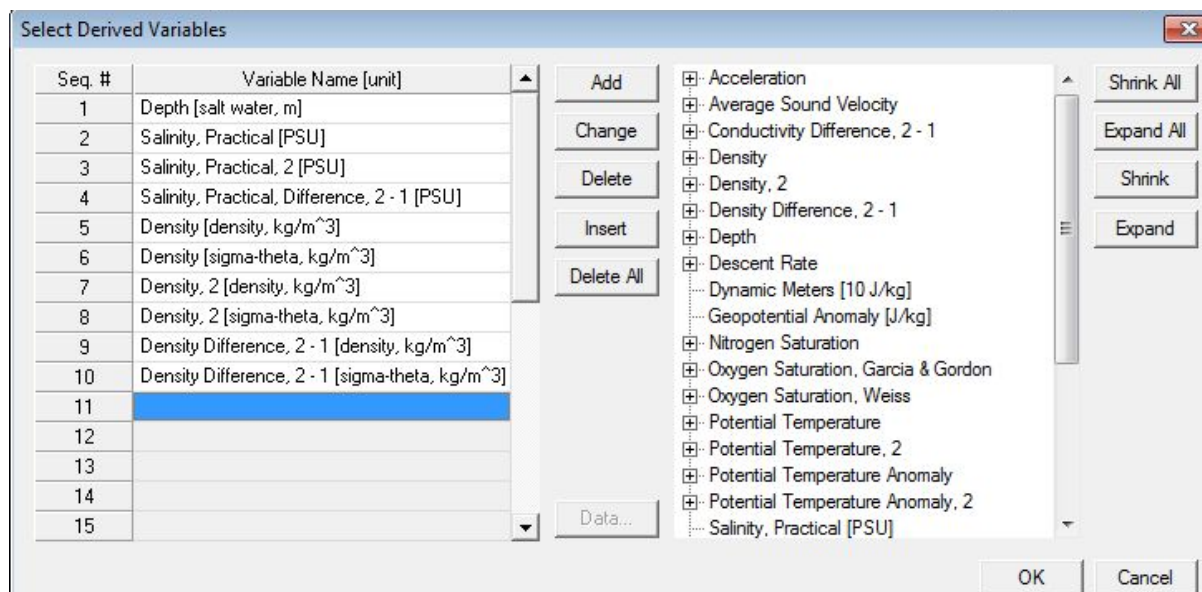 Select Derived Variables
Seq. # Variable Name [unit]
1 Depth [salt water, m]
2 Salinity, Practical [PSU]
3 Salinity, Practical, 2 [PSU]
4 Salinity, Practical, Difference, 2 - 1 [PSU]
5 Density [density, kg/m^3]
6 Density [sigma-theta, kg/m^3]
7 Density, 2 [density, kg/m^3]
8 Density, 2 [sigma-theta, kg/m^3]
9 Density Difference, 2 - 1 [density, kg/m^3]
10 Density Difference, 2 - 1 [sigma-theta, kg/m^3]
11
12
13
14
15
Add
Change
Delete
Insert
Delete All
Data...
Acceleration
Average Sound Velocity
Conductivity Difference, 2 - 1
Density
Density, 2
Density Difference, 2 - 1
Depth
Descent Rate
Dynamic Meters [10 J/kg]
Geopotential Anomaly [J/kg]
Nitrogen Saturation
Oxygen Saturation, Garcia & Gordon
Oxygen Saturation, Weiss
Potential Temperature
Potential Temperature, 2
Potential Temperature Anomaly
Potential Temperature Anomaly, 2
Salinity, Practical [PSU]
Shrink All
Expand All
Shrink
Expand
OK
Cancel